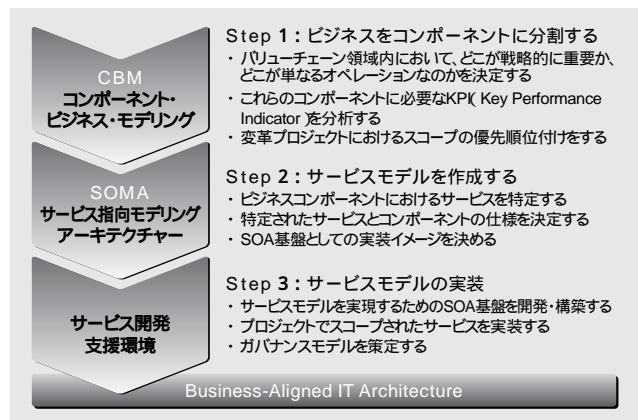 CBM
コンポーネント・
ビジネス・モデリング
Step 1：ビジネスをコンポーネントに分割する
・ バリューチェーン領域内において、どこが戦略的に重要か、
どこが単なるオペレーションなのかを決定する
・ これらのコンポーネントに必要なKPI（Key Performance
Indicator）を分析する
・ 変革プロジェクトにおけるスコープの優先順位付けをする
SOMA
サービス指向モデリング
アーキテクチャー
Step 2：サービスモデルを作成する
・ ビジネスコンポーネントにおけるサービスを特定する
・ 特定されたサービスとコンポーネントの仕様を決定する
・ SOA基盤としての実装イメージを決める
サービス開発
支援環境
Step 3：サービスモデルの実装
・ サービスモデルを実現するためのSOA基盤を開発・構築する
・ プロジェクトでスコープされたサービスを実装する
・ ガバナンスモデルを策定する
Business-Aligned IT Architecture